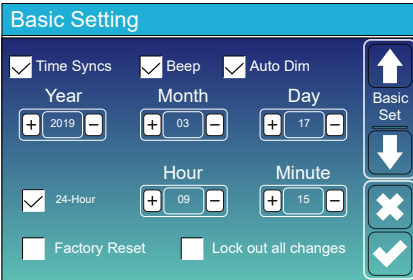 Basic Setting
Time Syncs Beep Auto Dim
Year Month Day
+ 2019 − + 03 − + 17 −
Basic
Set
Hour Minute
24-Hour + 09 − + 15 −
Factory Reset Lock out all changes